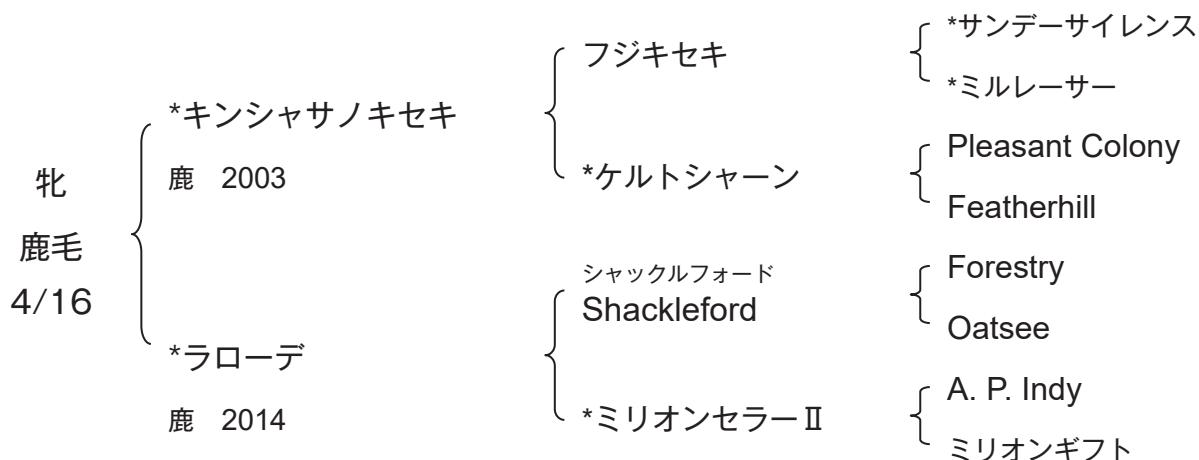 牝
鹿毛
4/16
*キンシャサノキセキ
鹿　2003
*ラローデ
鹿　2014
フジキセキ
*ケルトシャーン
シャックルフォード
Shackleford
*ミリオンセラーⅡ
*サンデーサイレンス
*ミルレーサー
Pleasant Colony
Featherhill
Forestry
Oatsee
A. P. Indy
ミリオンギフト